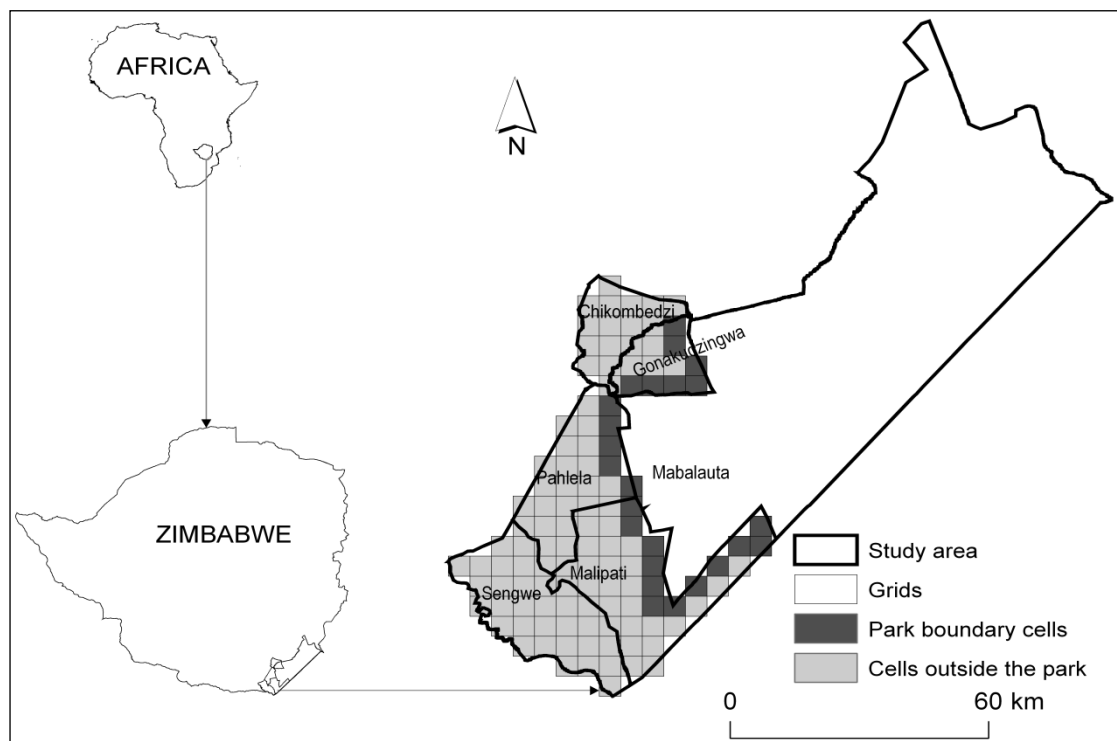 AFRICA
N
ZIMBABWE
Chikombedzi
Gonakudzingwa
Mabalauta
Pahlela
Malipati
Sengwe
Study area
Grids
Park boundary cells
Cells outside the park
0 60 km